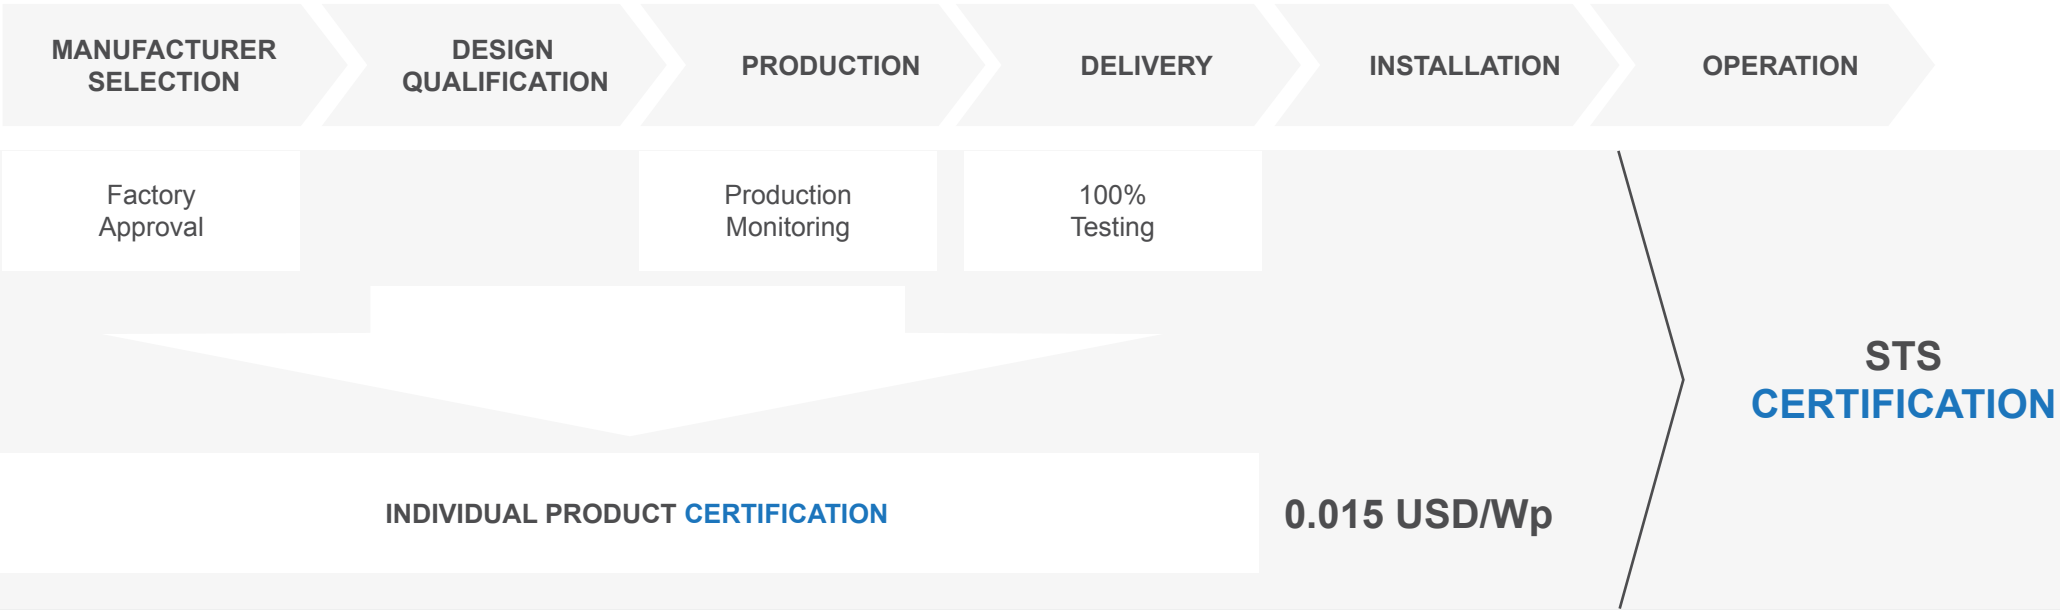 MANUFACTURER
SELECTION
DESIGN
QUALIFICATION
PRODUCTION
DELIVERY
INSTALLATION
OPERATION
Factory
Approval
Production
Monitoring
100%
Testing
STS
CERTIFICATION
INDIVIDUAL PRODUCT CERTIFICATION
0.015 USD/Wp